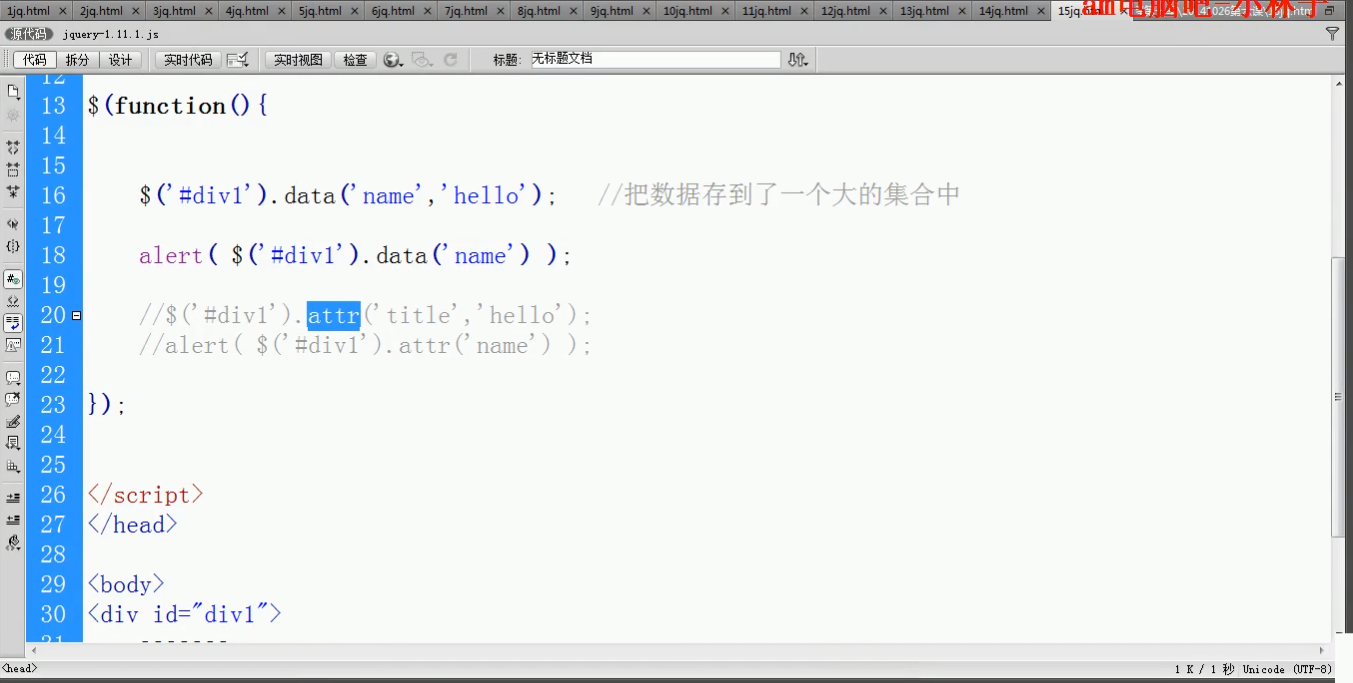 1jq.html 2jq.html 3jq.html 4jq.html 5jq.html 6jq.html 7jq.html 8jq.html 9jq.html 10jq.html 11jq.html 12jq.html 13jq.html 14jq.html 15jq.html
源代码 jquery-1.11.1.js
代码 拆分 设计 实时代码 实时视图 检查 标题: 无标题文档
12
13 $(function(){
14
15
16 $('#div1').data('name','hello'); //把数据存到了一个大的集合中
17
18 alert( $('#div1').data('name') );
19
20 //$('#div1').attr('title','hello');
21 //alert( $('#div1').attr('name') );
22
23 });
24
25
26 </script>
27 </head>
28
29 <body>
30 <div id="div1">
31 -------
<head> 1 K / 1 秒 Unicode (UTF-8)